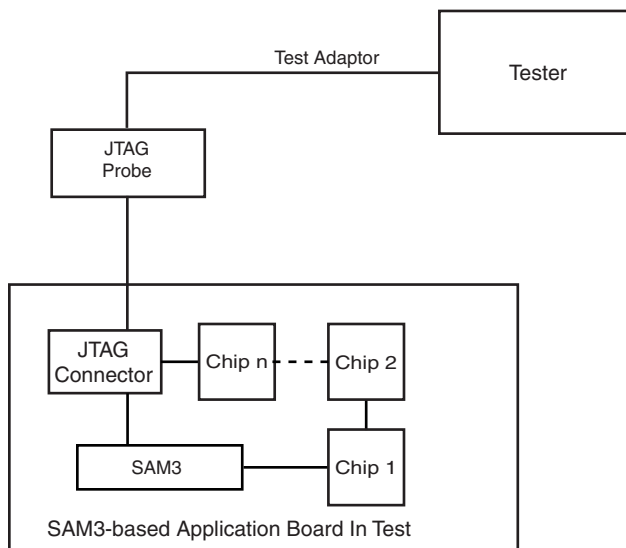 Test Adaptor
Tester
JTAG
Probe
JTAG
Connector
Chip n
Chip 2
SAM3
Chip 1
SAM3-based Application Board In Test